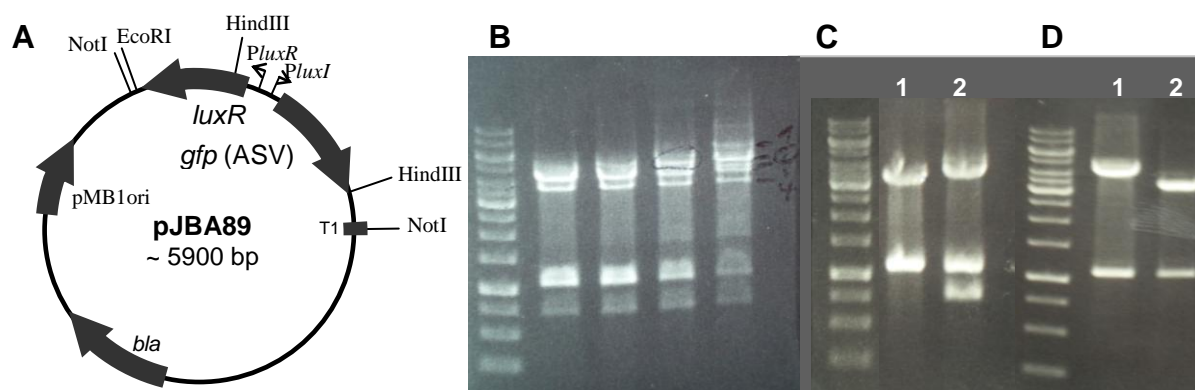 A
B
C
D
HindIII
EcoRI
NotI
PluxR
PluxI
luxR
gfp (ASV)
HindIII
pMB1ori
T1
NotI
pJBA89
~ 5900 bp
bla
1
2
1
2